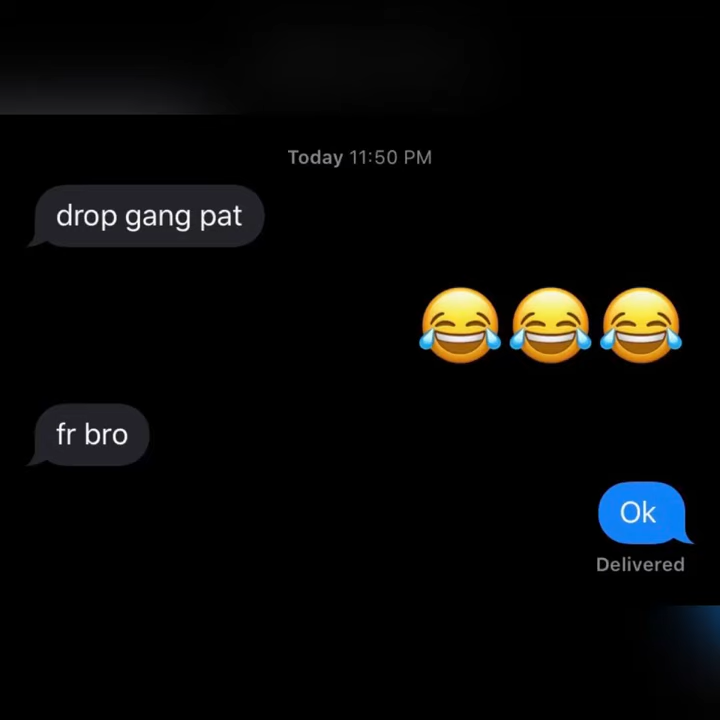 Today 11:50 PM
drop gang pat
😂😂😂
fr bro
Ok
Delivered